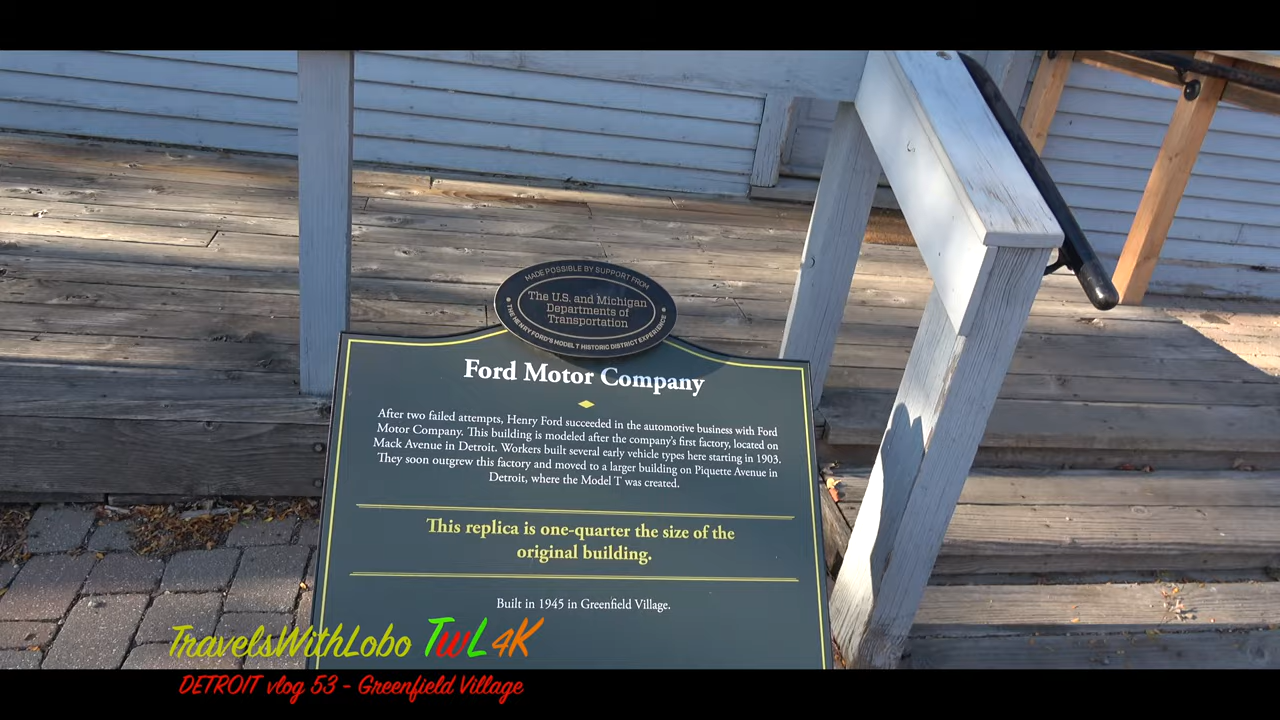 MADE POSSIBLE BY SUPPORT FROM
The U.S. and Michigan
Departments of
Transportation
THE HENRY FORD'S MODEL T HISTORIC DISTRICT EXPERIENCE
Ford Motor Company
After two failed attempts, Henry Ford succeeded in the automotive business with Ford
Motor Company. This building is modeled after the company's first factory, located on
Mack Avenue in Detroit. Workers built several early vehicle types here starting in 1903.
They soon outgrew this factory and moved to a larger building on Piquette Avenue in
Detroit, where the Model T was created.
This replica is one-quarter the size of the
original building.
Built in 1945 in Greenfield Village.
TravelsWithLobo TwL 4K
DETROIT vlog 53 - Greenfield Village